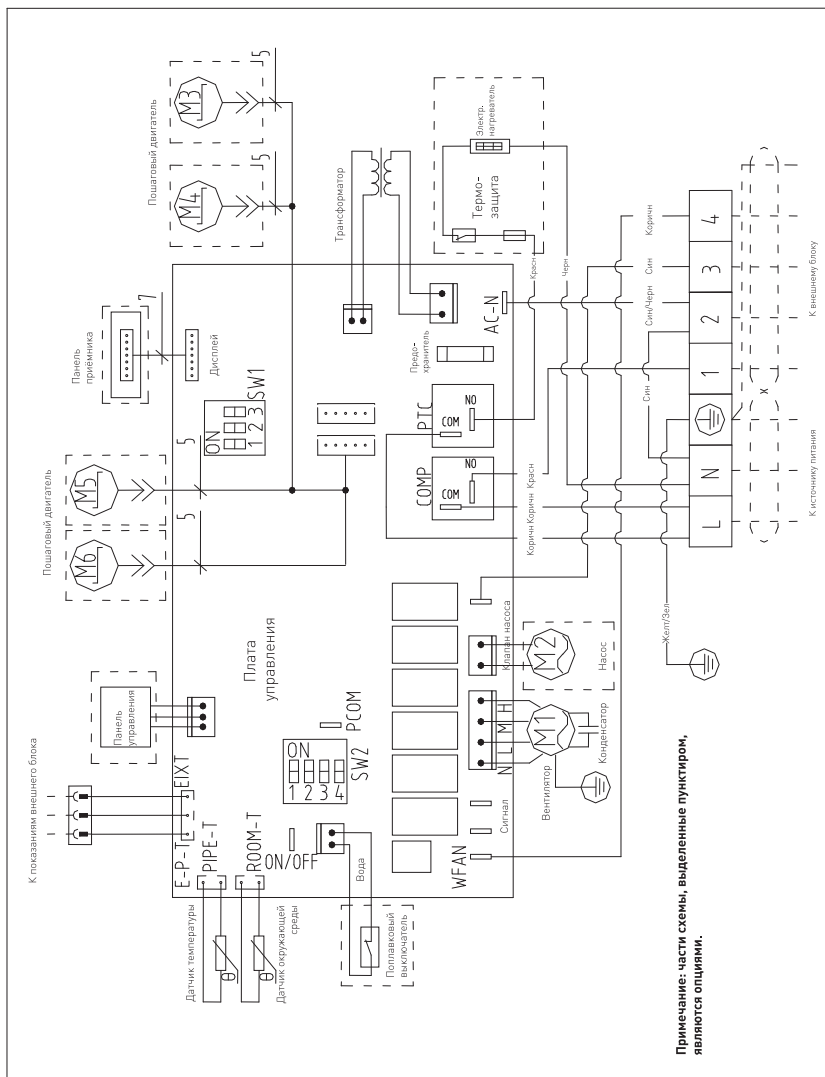 К показаниям внешнего блока
Панель
управления
Пошаговый двигатель
M6
M5
5
5
Панель
приёмника
7
Дисплей
Пошаговый двигатель
M4
M3
5
5
E-P-T
EIXT
PIPE-T
ROOM-T
ON/OFF
Датчик температуры
θ
Датчик окружающей
среды
θ
Вода
Поплавковый
выключатель
Плата
управления
ON
1 2 3 4
SW2
PCOM
ON
1 2 3
SW1
Трансформатор
Предо-
хранитель
AC-N
Термо-
защита
Электр.
нагреватель
COMP
COM
NO
PTC
COM
NO
WFAN
Сигнал
N L M H
Клапан насоса
Вентилятор
M1
Конденсатор
M2
Насос
Коричн
Коричн
Красн
Красн
Черн
Желт/Зел
Син
Син/Черн
Син
Коричн
L
N
1
2
3
4
К источнику питания
X
К внешнему блоку
Примечание: части схемы, выделенные пунктиром,
являются опциями.